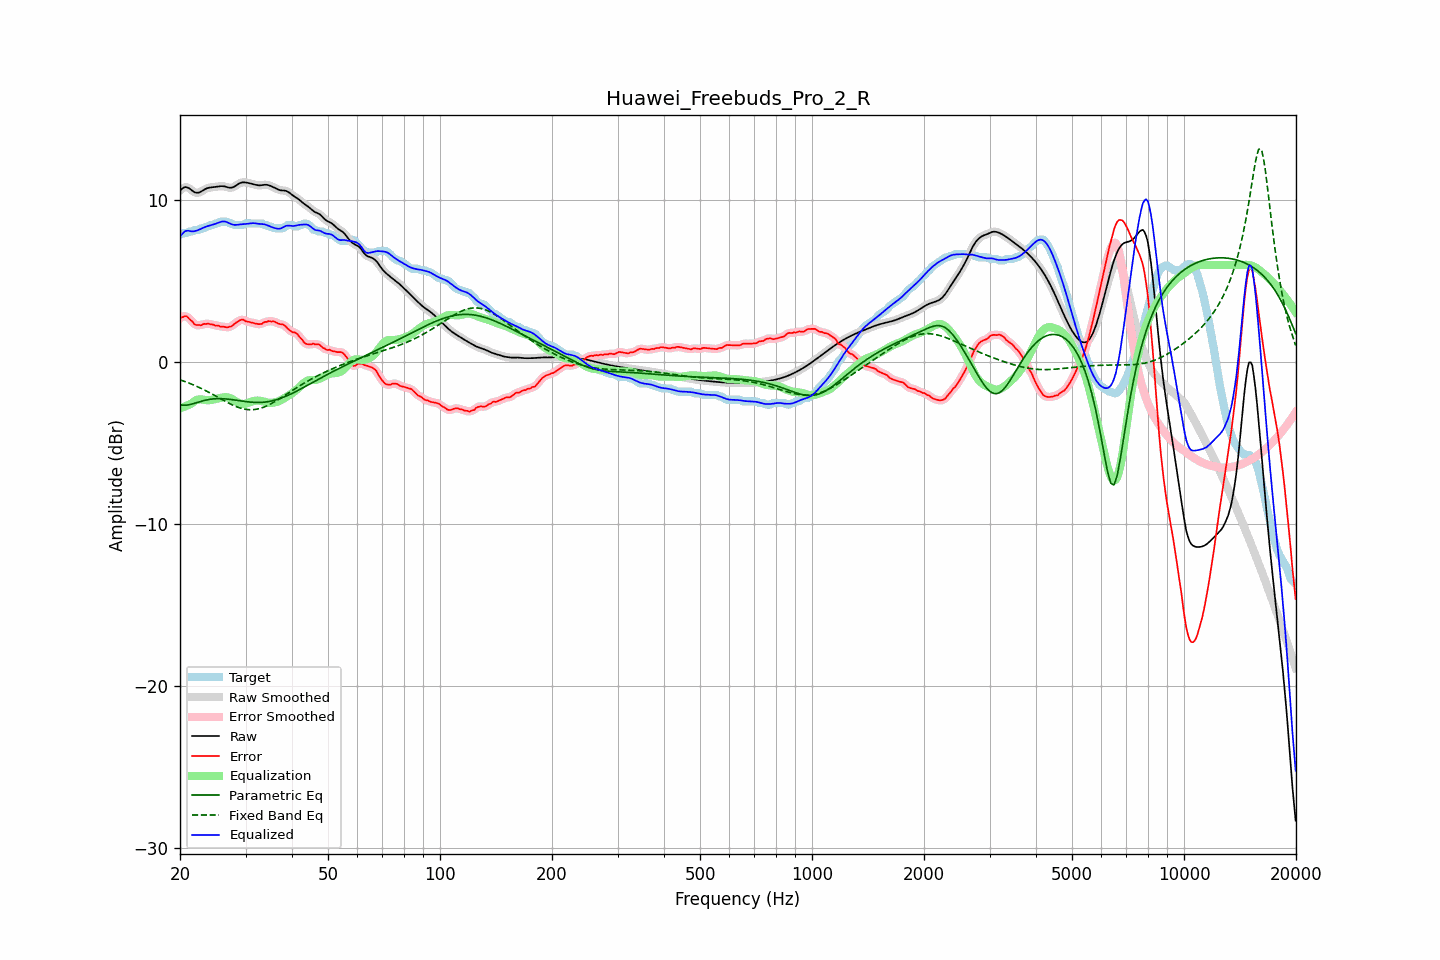 Huawei_Freebuds_Pro_2_R
Amplitude (dBr)
10
0
−10
−20
−30
Target
Raw Smoothed
Error Smoothed
Raw
Error
Equalization
Parametric Eq
Fixed Band Eq
Equalized
20 50 100 200 500 1000 2000 5000 10000 20000
Frequency (Hz)